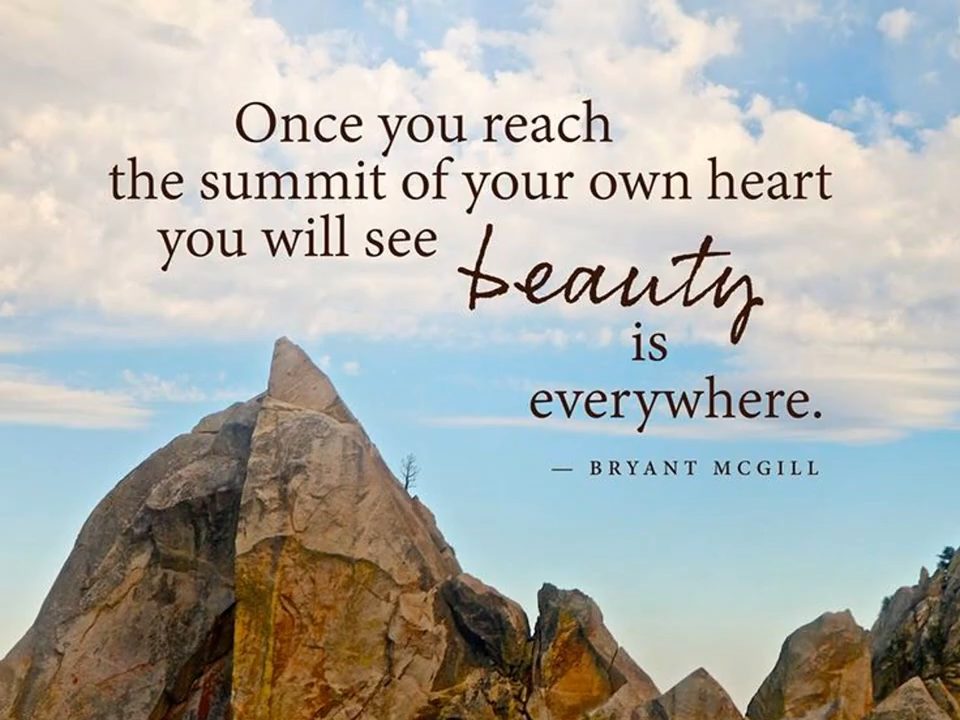 Once you reach
the summit of your own heart
you will see beauty
is
everywhere.
— BRYANT MCGILL